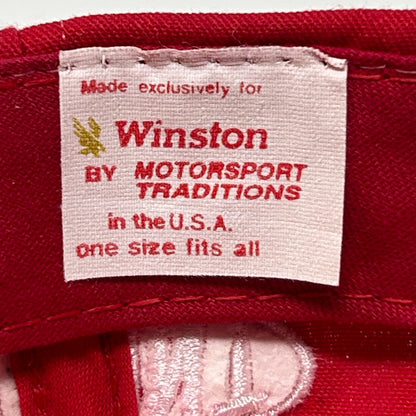 Made exclusively for
Winston
BY MOTORSPORT
TRADITIONS
in the U.S.A.
one size fits all